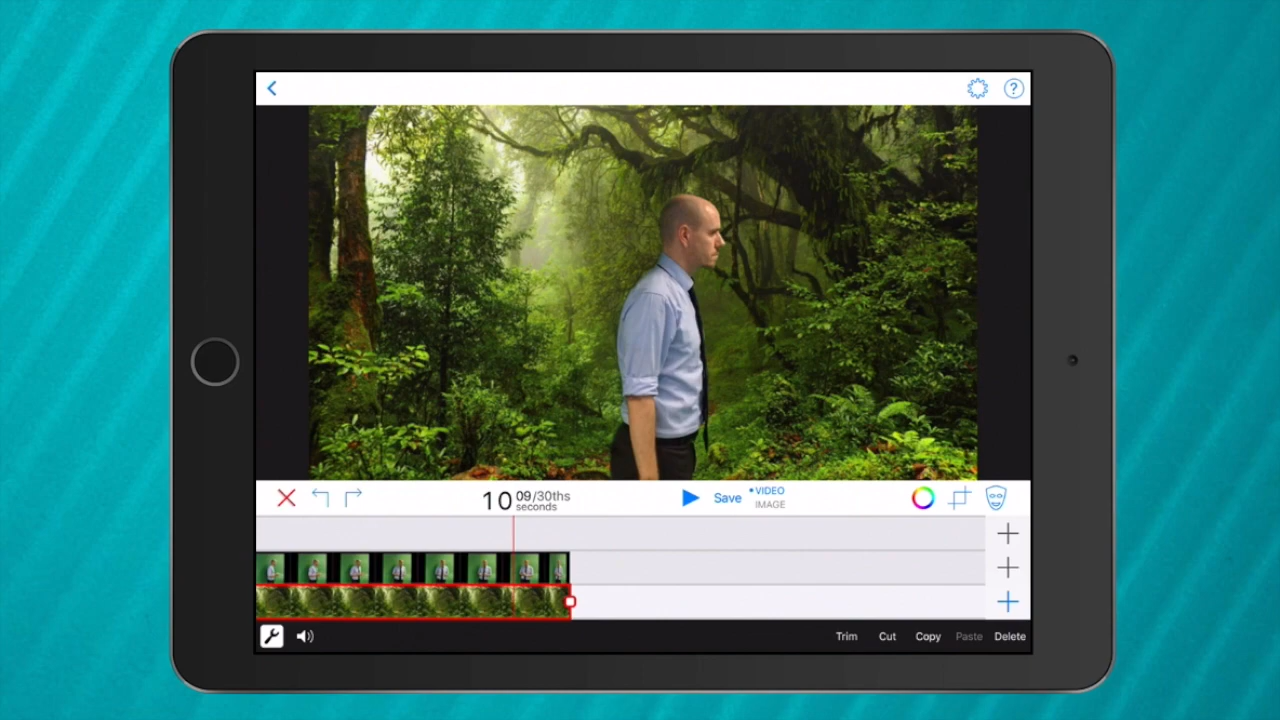 ?
10 09/30ths
seconds
Save
•VIDEO
IMAGE
Trim Cut Copy Paste Delete